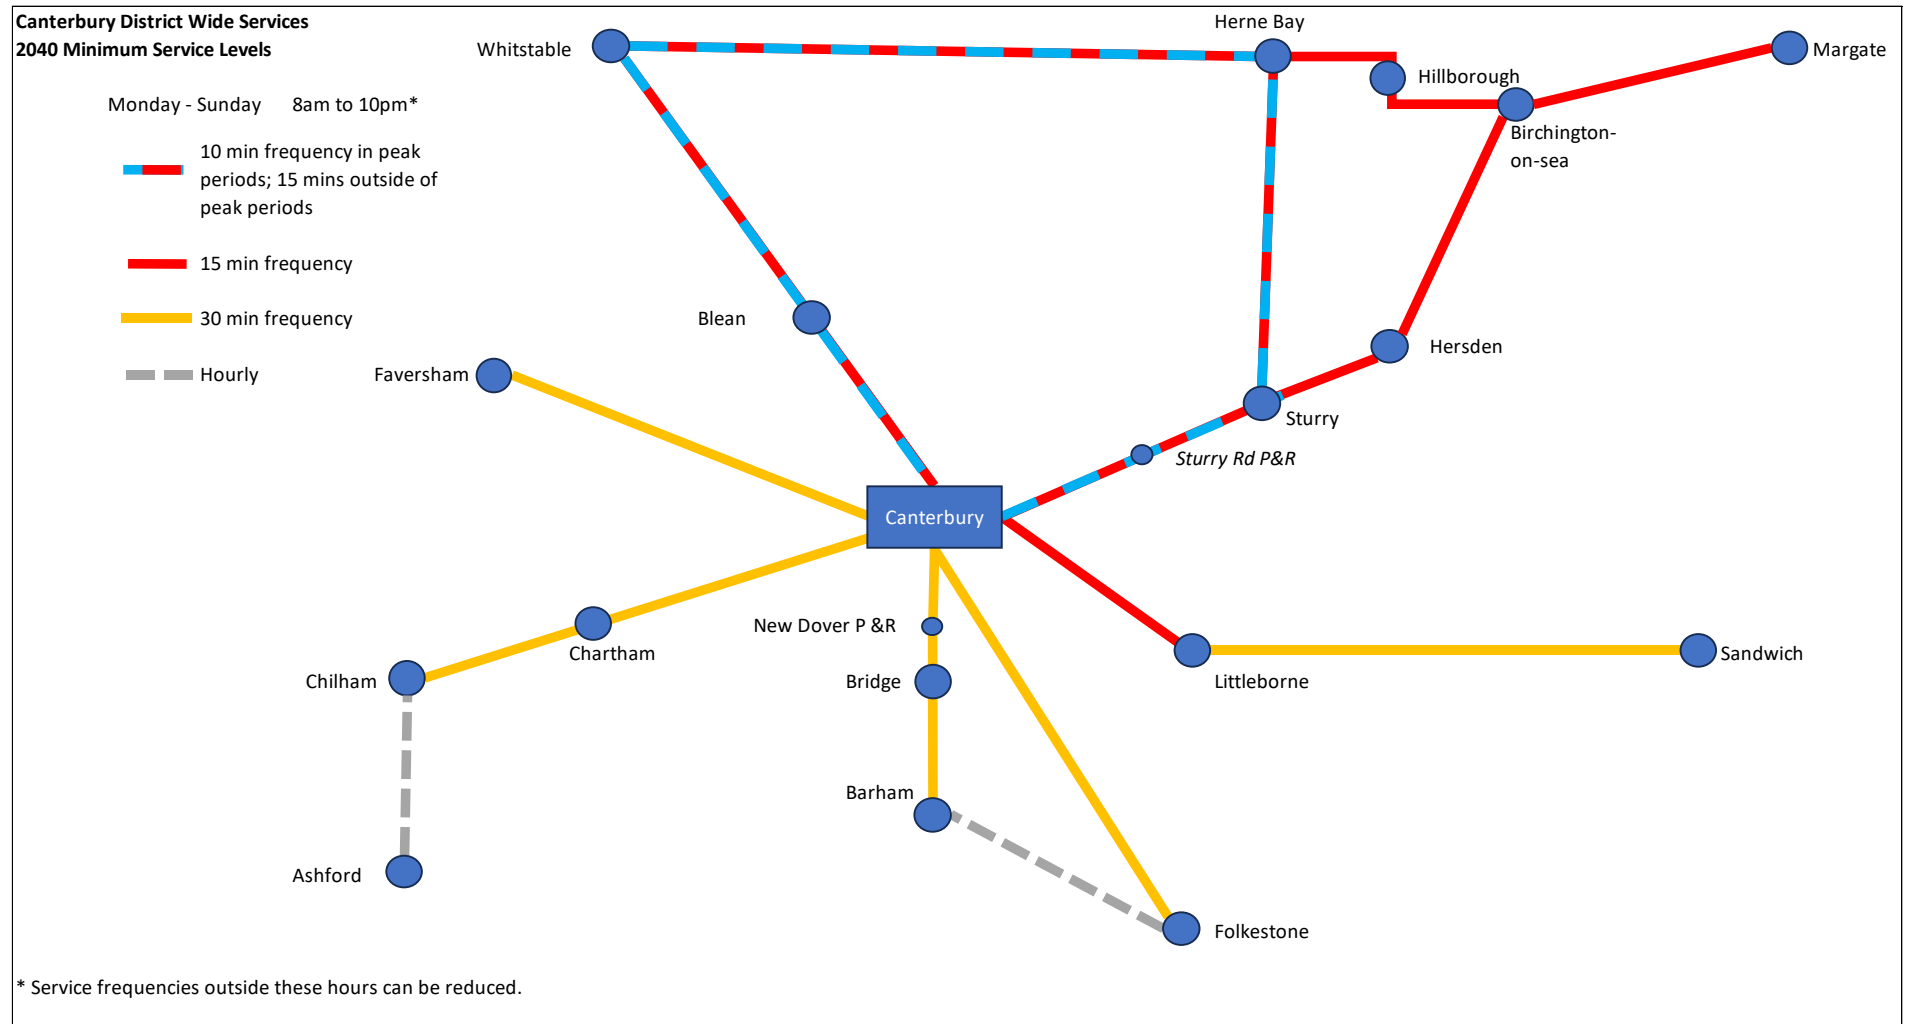 Canterbury District Wide Services
2040 Minimum Service Levels
Monday - Sunday 8am to 10pm*
10 min frequency in peak
periods; 15 mins outside of
peak periods
15 min frequency
30 min frequency
Hourly
Whitstable
Herne Bay
Hillborough
Margate
Birchington-
on-sea
Blean
Faversham
Hersden
Sturry
Sturry Rd P&R
Canterbury
New Dover P &R
Chartham
Chilham
Bridge
Littleborne
Sandwich
Barham
Ashford
Folkestone
* Service frequencies outside these hours can be reduced.